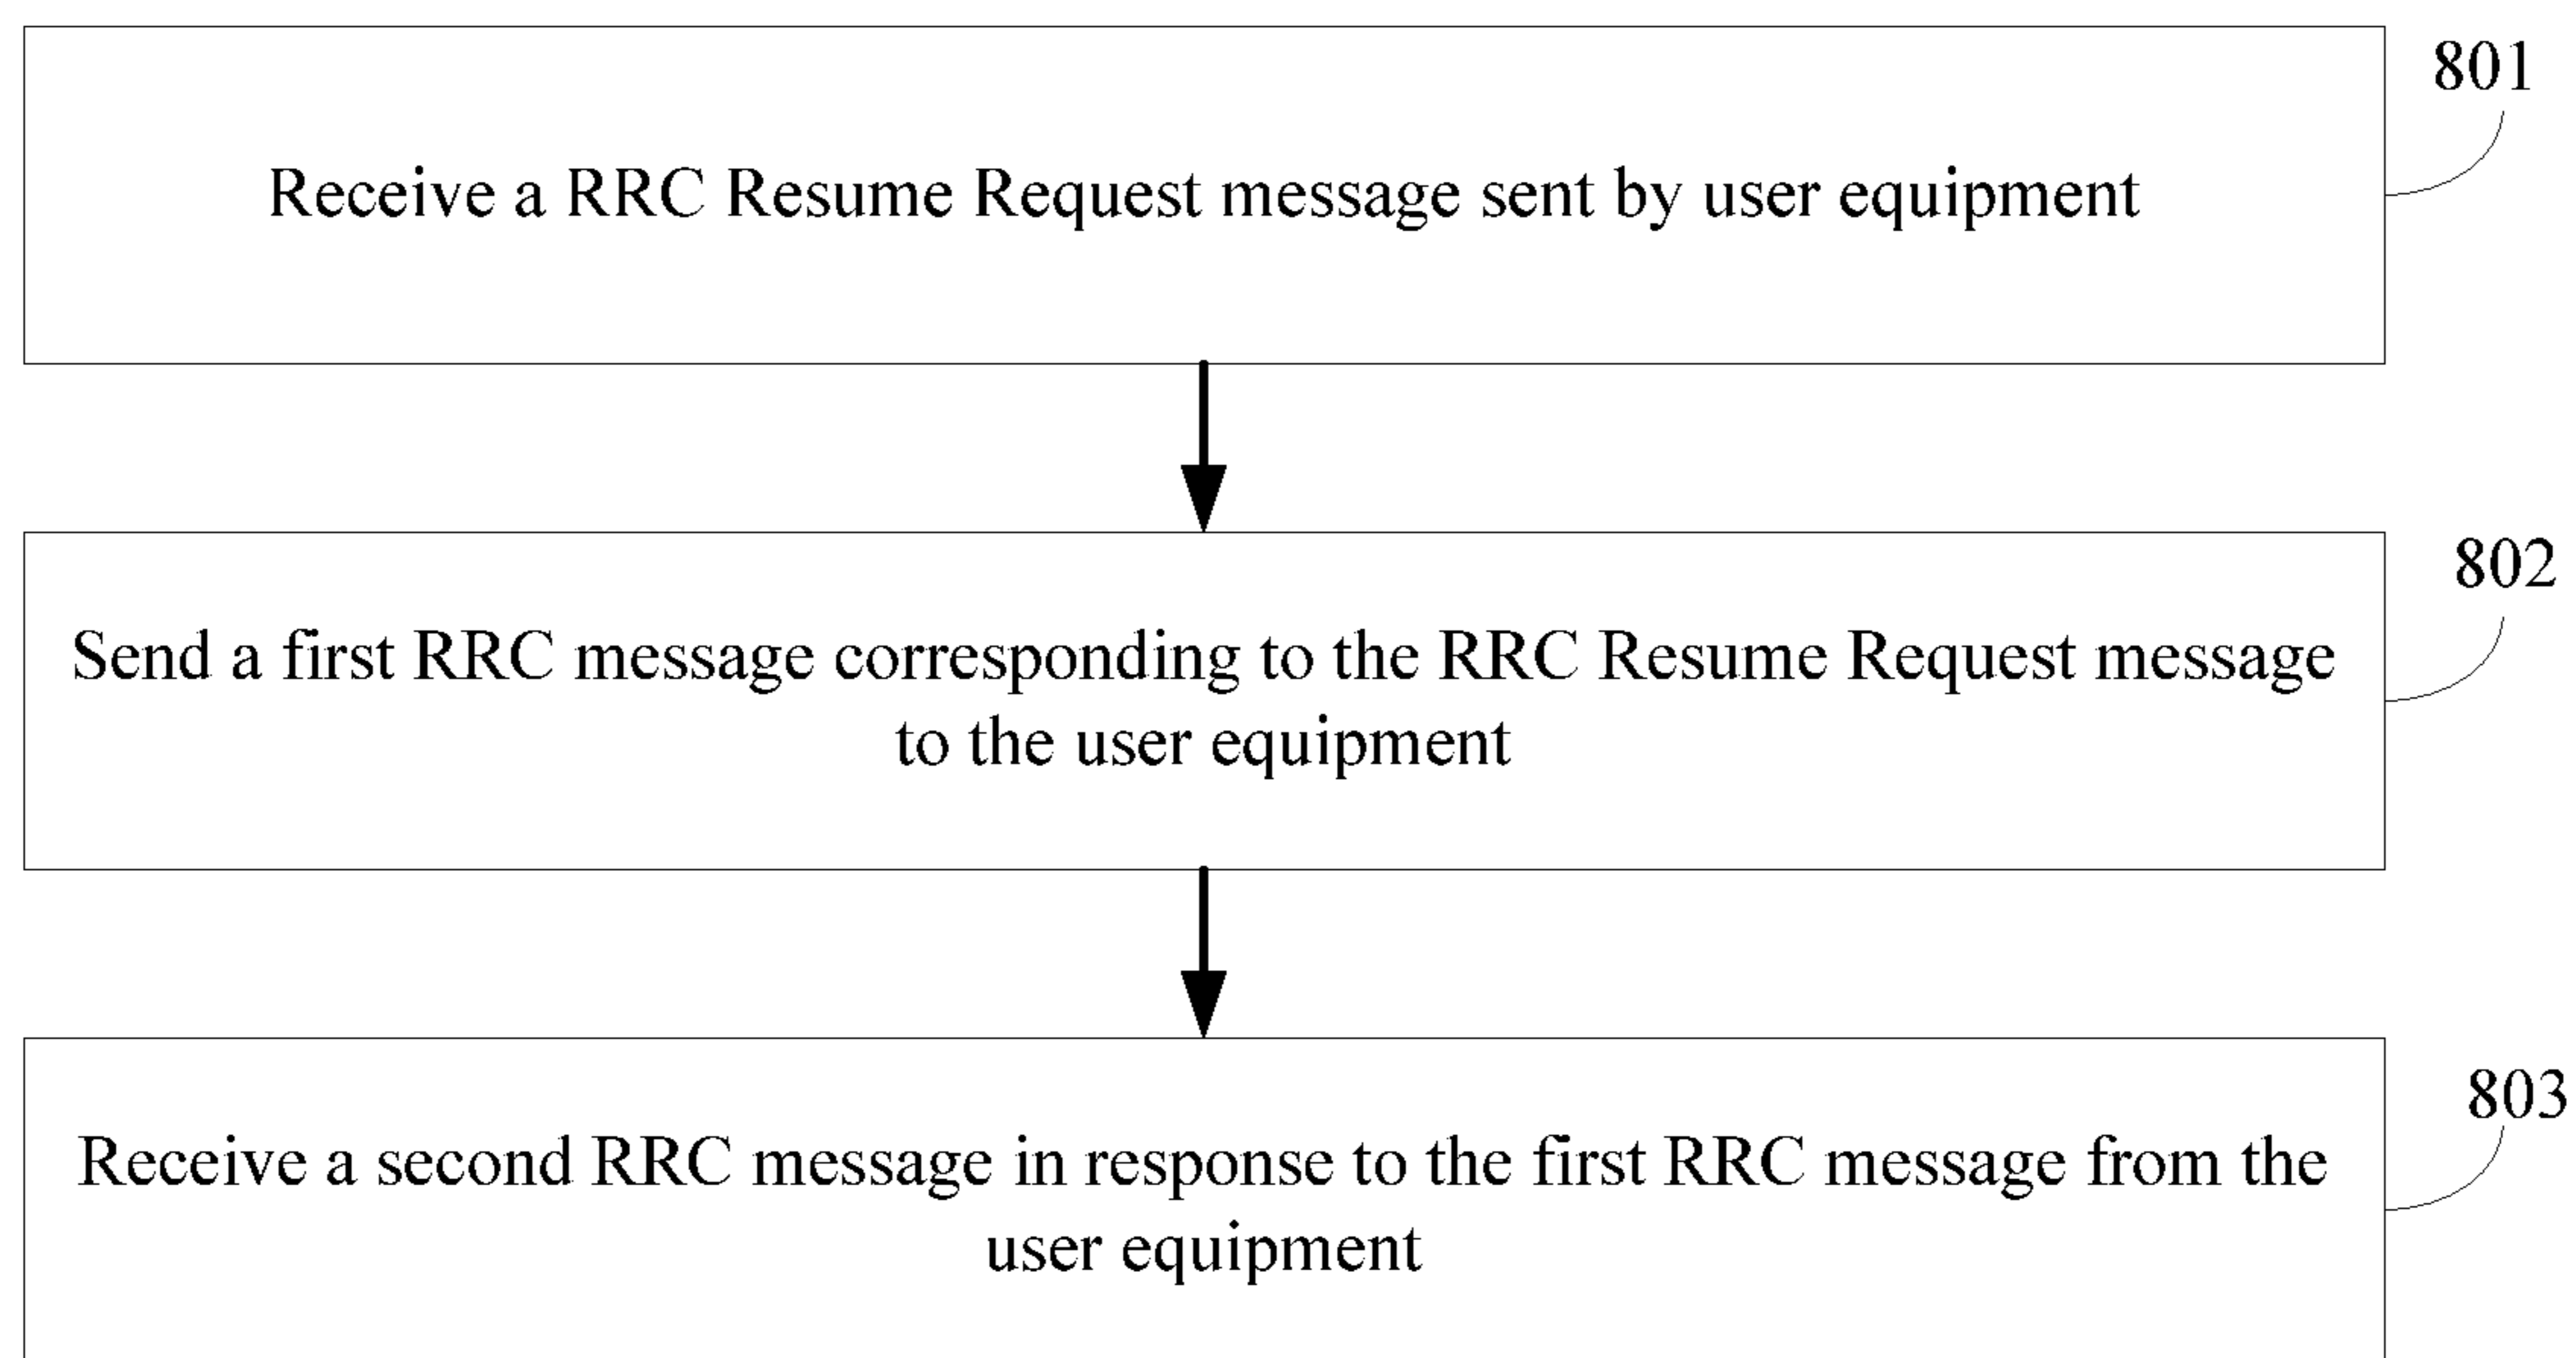 801
Receive a RRC Resume Request message sent by user equipment
802
Send a first RRC message corresponding to the RRC Resume Request message
to the user equipment
803
Receive a second RRC message in response to the first RRC message from the
user equipment